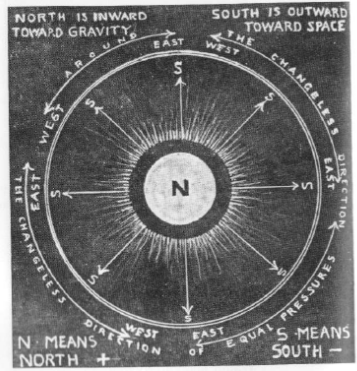 NORTH IS INWARD
TOWARD GRAVITY.
SOUTH IS OUTWARD
TOWARD SPACE
AROUND
EAST
WEST
THE CHANGELESS
DIRECTION
WEST
EAST
S
S
S
S
N
S
EAST
S
S
S
THE CHANGELESS
DIRECTION
WEST
EAST
OF EQUAL PRESSURES
N - MEANS
NORTH +
S - MEANS
SOUTH -